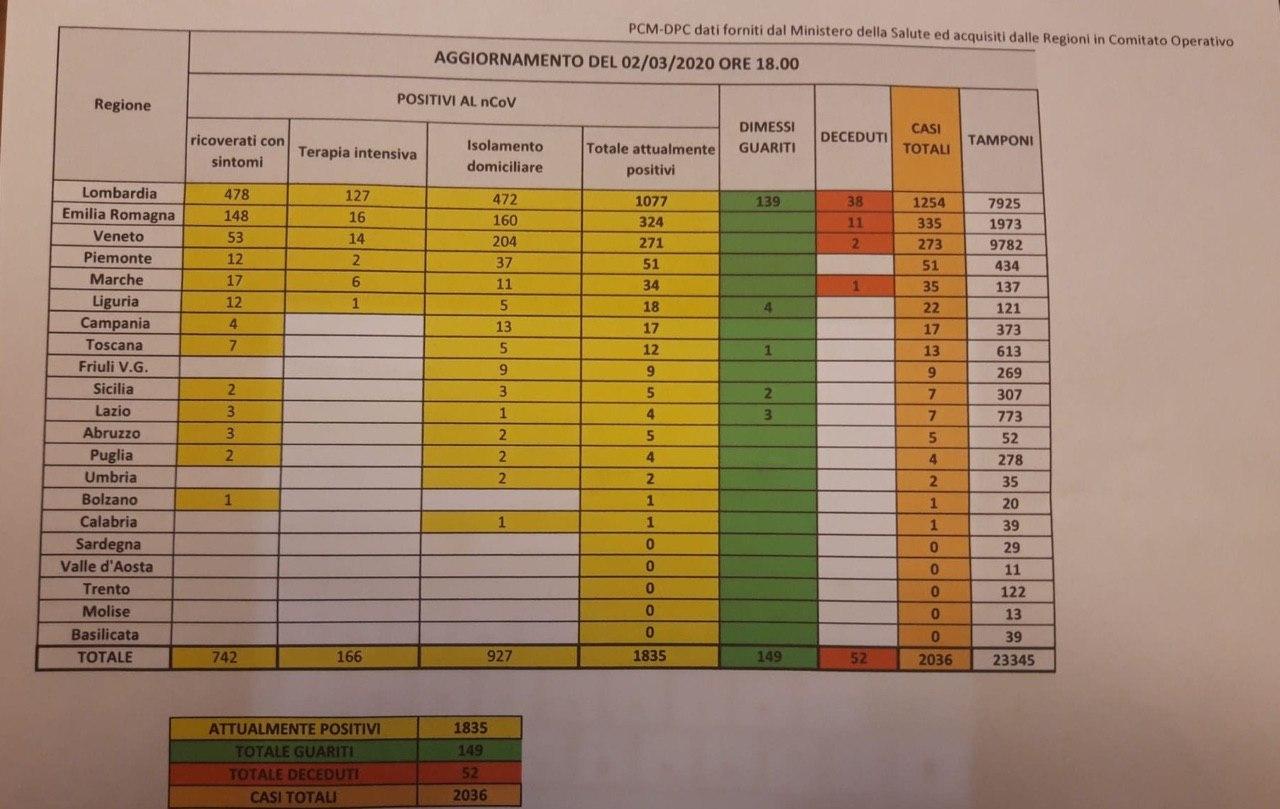 PCM-DPC dati forniti dal Ministero della Salute ed acquisiti dalle Regioni in Comitato Operativo
AGGIORNAMENTO DEL 02/03/2020 ORE 18.00
Regione
POSITIVI AL nCoV
DIMESSI GUARITI
DECEDUTI
CASI TOTALI
TAMPONI
ricoverati con sintomi
Terapia intensiva
Isolamento domiciliare
Totale attualmente positivi
Lombardia 478 127 472 1077 139 38 1254 7925
Emilia Romagna 148 16 160 324 11 335 1973
Veneto 53 14 204 271 2 273 9782
Piemonte 12 2 37 51 51 434
Marche 17 6 11 34 1 35 137
Liguria 12 1 5 18 4 22 121
Campania 4 13 17 17 373
Toscana 7 5 12 1 13 613
Friuli V.G. 9 9 9 269
Sicilia 2 3 5 2 7 307
Lazio 3 1 4 3 7 773
Abruzzo 3 2 5 5 52
Puglia 2 2 4 4 278
Umbria 2 2 2 35
Bolzano 1 1 1 20
Calabria 1 1 1 39
Sardegna 0 0 29
Valle d'Aosta 0 0 11
Trento 0 0 122
Molise 0 0 13
Basilicata 0 0 39
TOTALE 742 166 927 1835 149 52 2036 23345
ATTUALMENTE POSITIVI 1835
TOTALE GUARITI 149
TOTALE DECEDUTI 52
CASI TOTALI 2036